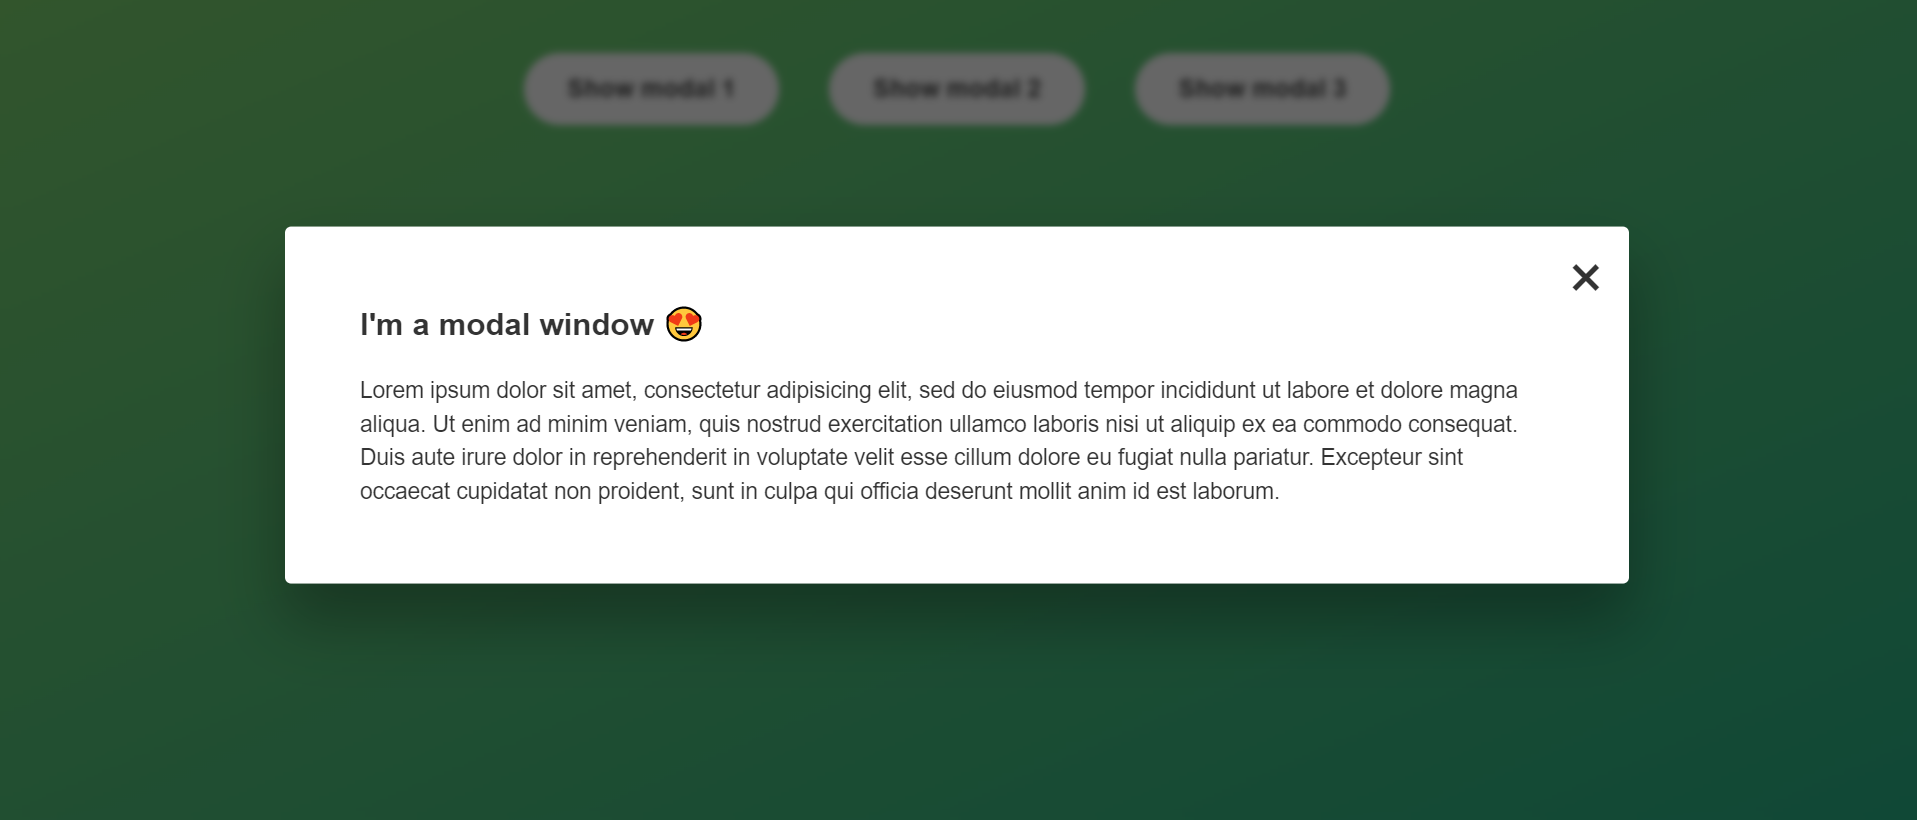 Show modal 1 Show modal 2 Show modal 3
×
I'm a modal window 😍
Lorem ipsum dolor sit amet, consectetur adipisicing elit, sed do eiusmod tempor incididunt ut labore et dolore magna
aliqua. Ut enim ad minim veniam, quis nostrud exercitation ullamco laboris nisi ut aliquip ex ea commodo consequat.
Duis aute irure dolor in reprehenderit in voluptate velit esse cillum dolore eu fugiat nulla pariatur. Excepteur sint
occaecat cupidatat non proident, sunt in culpa qui officia deserunt mollit anim id est laborum.